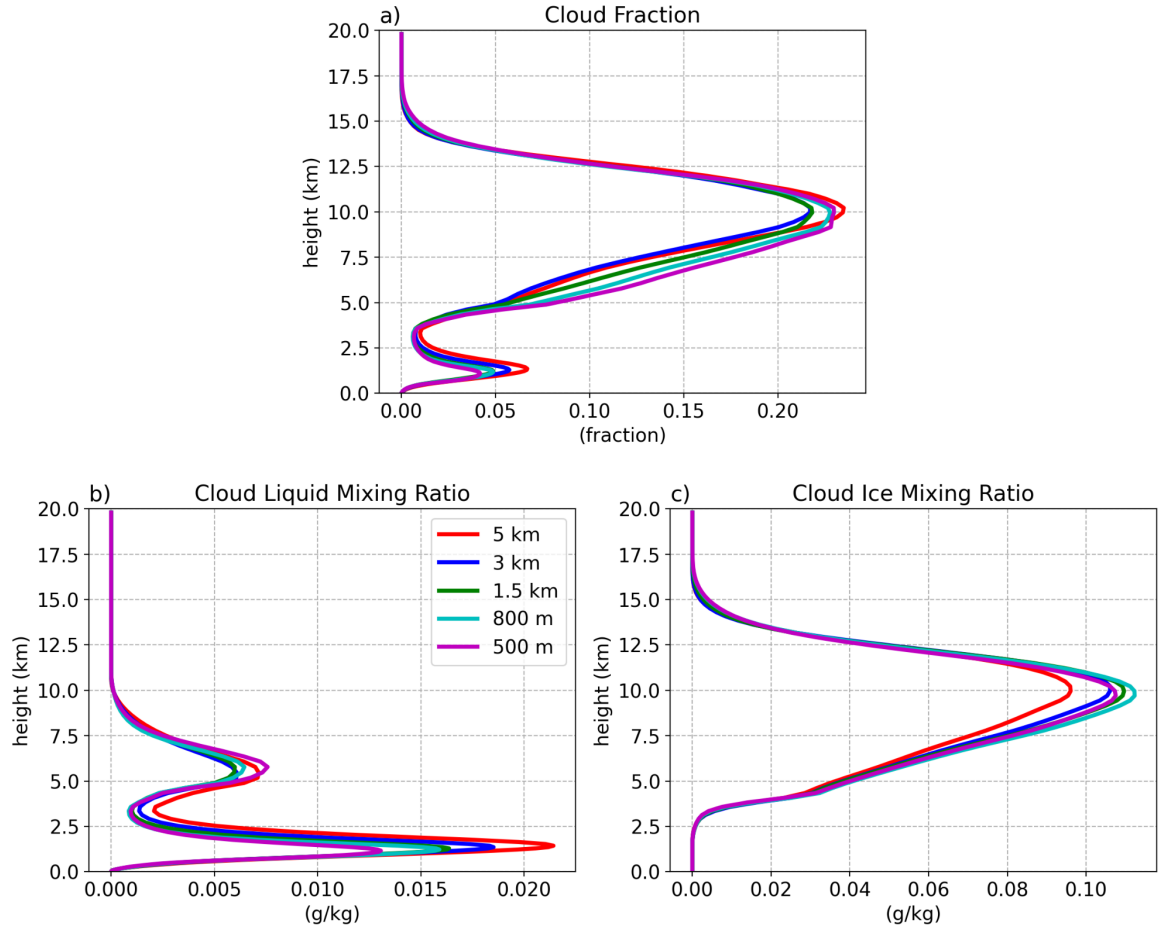 a)
Cloud Fraction
20.0
17.5
15.0
12.5
10.0
7.5
5.0
2.5
0.0
height (km)
0.00 0.05 0.10 0.15 0.20
(fraction)
b)
Cloud Liquid Mixing Ratio
20.0
17.5
15.0
12.5
10.0
7.5
5.0
2.5
0.0
height (km)
5 km
3 km
1.5 km
800 m
500 m
0.000 0.005 0.010 0.015 0.020
(g/kg)
c)
Cloud Ice Mixing Ratio
20.0
17.5
15.0
12.5
10.0
7.5
5.0
2.5
0.0
height (km)
0.00 0.02 0.04 0.06 0.08 0.10
(g/kg)